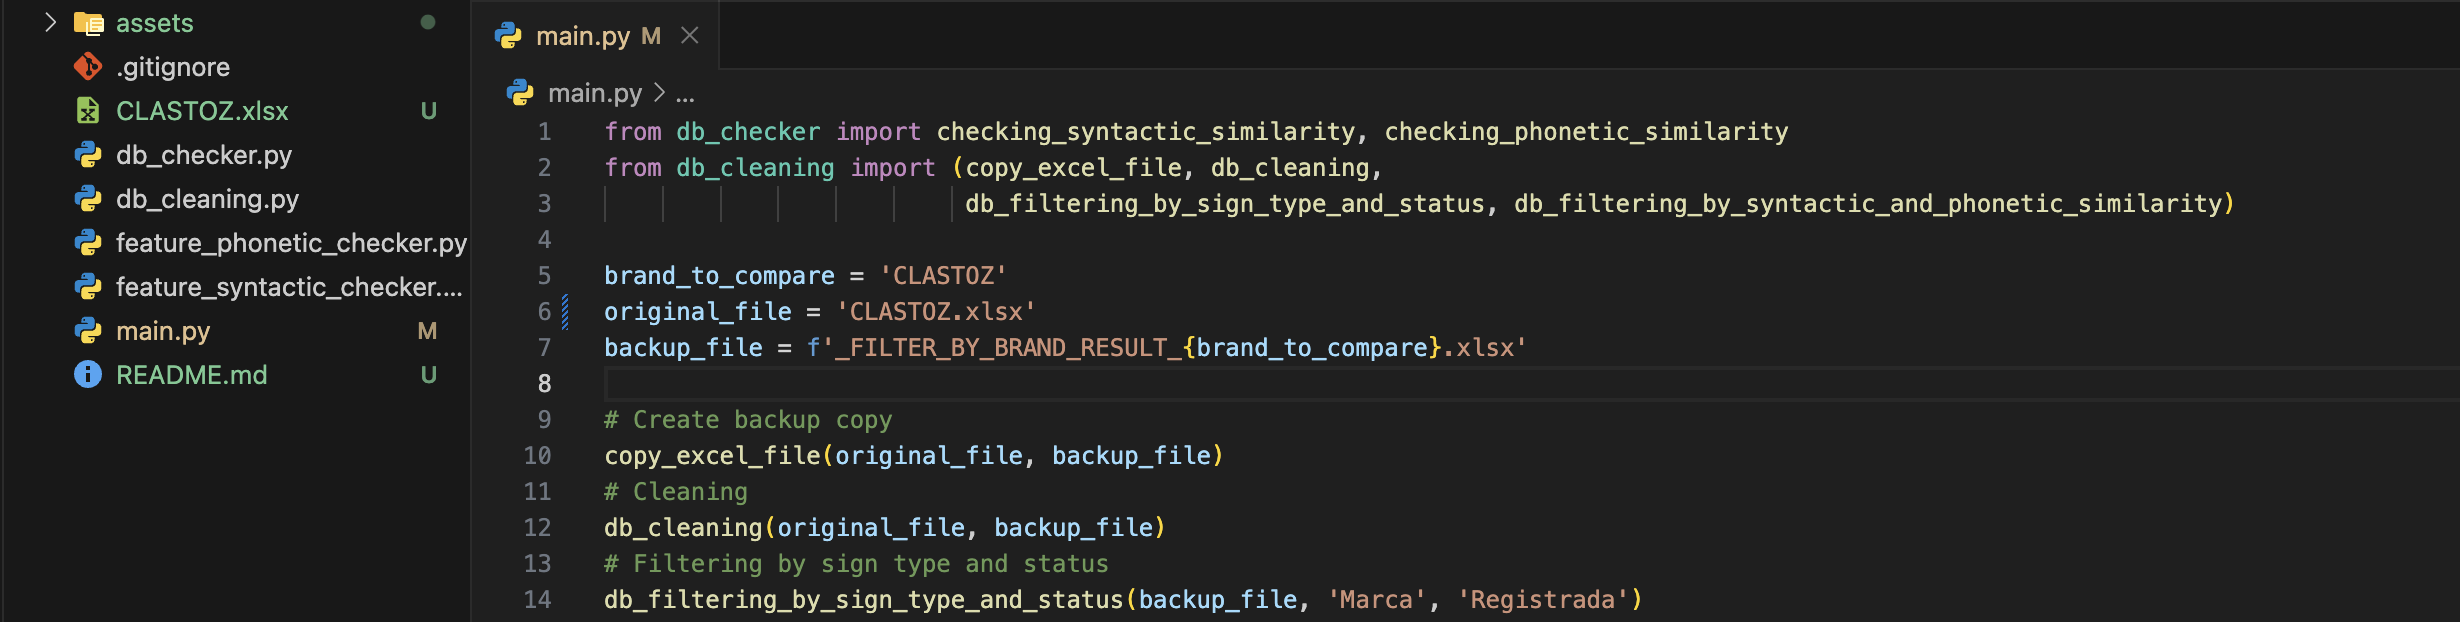 assets
.gitignore
CLASTOZ.xlsx U
db_checker.py
db_cleaning.py
feature_phonetic_checker.py
feature_syntactic_checker....
main.py M
README.md U
main.py M
main.py > ...
1 from db_checker import checking_syntactic_similarity, checking_phonetic_similarity
2 from db_cleaning import (copy_excel_file, db_cleaning,
3 db_filtering_by_sign_type_and_status, db_filtering_by_syntactic_and_phonetic_similarity)
4
5 brand_to_compare = 'CLASTOZ'
6 original_file = 'CLASTOZ.xlsx'
7 backup_file = f'_FILTER_BY_BRAND_RESULT_{brand_to_compare}.xlsx'
8
9 # Create backup copy
10 copy_excel_file(original_file, backup_file)
11 # Cleaning
12 db_cleaning(original_file, backup_file)
13 # Filtering by sign type and status
14 db_filtering_by_sign_type_and_status(backup_file, 'Marca', 'Registrada')